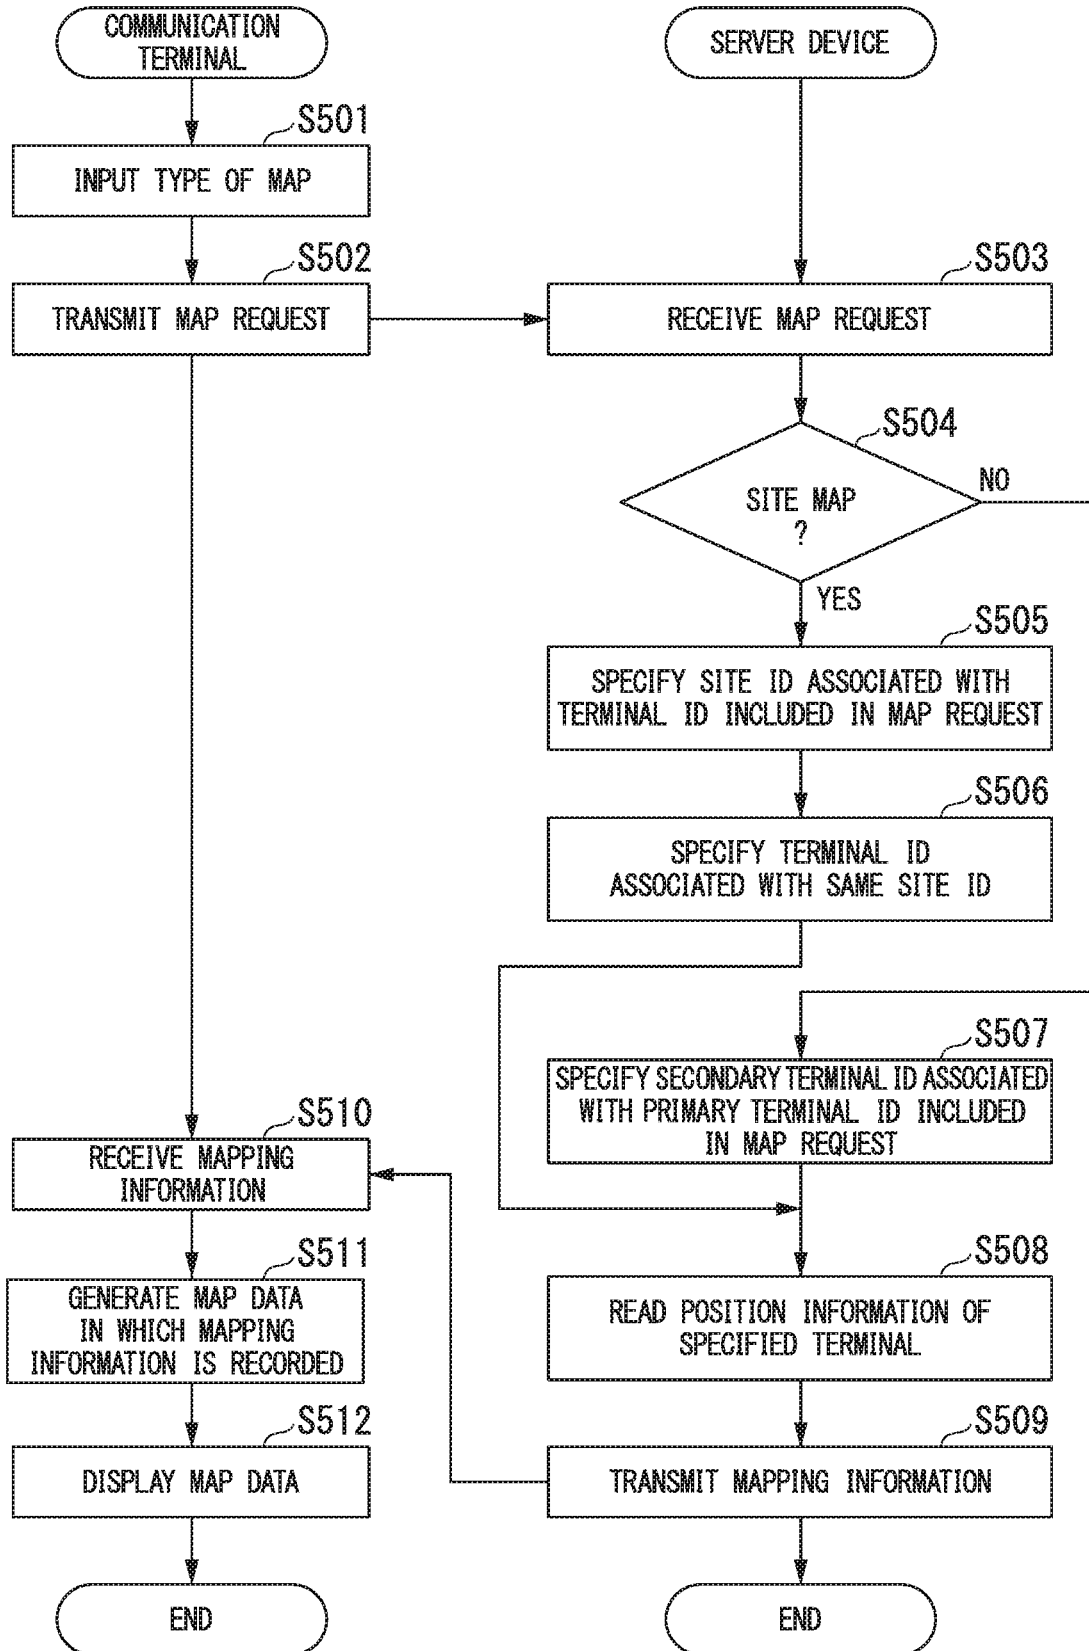 COMMUNICATION
TERMINAL
SERVER DEVICE
S501
INPUT TYPE OF MAP
S502
TRANSMIT MAP REQUEST
S503
RECEIVE MAP REQUEST
S504
SITE MAP
?
NO
YES
S505
SPECIFY SITE ID ASSOCIATED WITH
TERMINAL ID INCLUDED IN MAP REQUEST
S506
SPECIFY TERMINAL ID
ASSOCIATED WITH SAME SITE ID
S507
SPECIFY SECONDARY TERMINAL ID ASSOCIATED
WITH PRIMARY TERMINAL ID INCLUDED
IN MAP REQUEST
S510
RECEIVE MAPPING
INFORMATION
S511
GENERATE MAP DATA
IN WHICH MAPPING
INFORMATION IS RECORDED
S508
READ POSITION INFORMATION OF
SPECIFIED TERMINAL
S512
DISPLAY MAP DATA
S509
TRANSMIT MAPPING INFORMATION
END
END